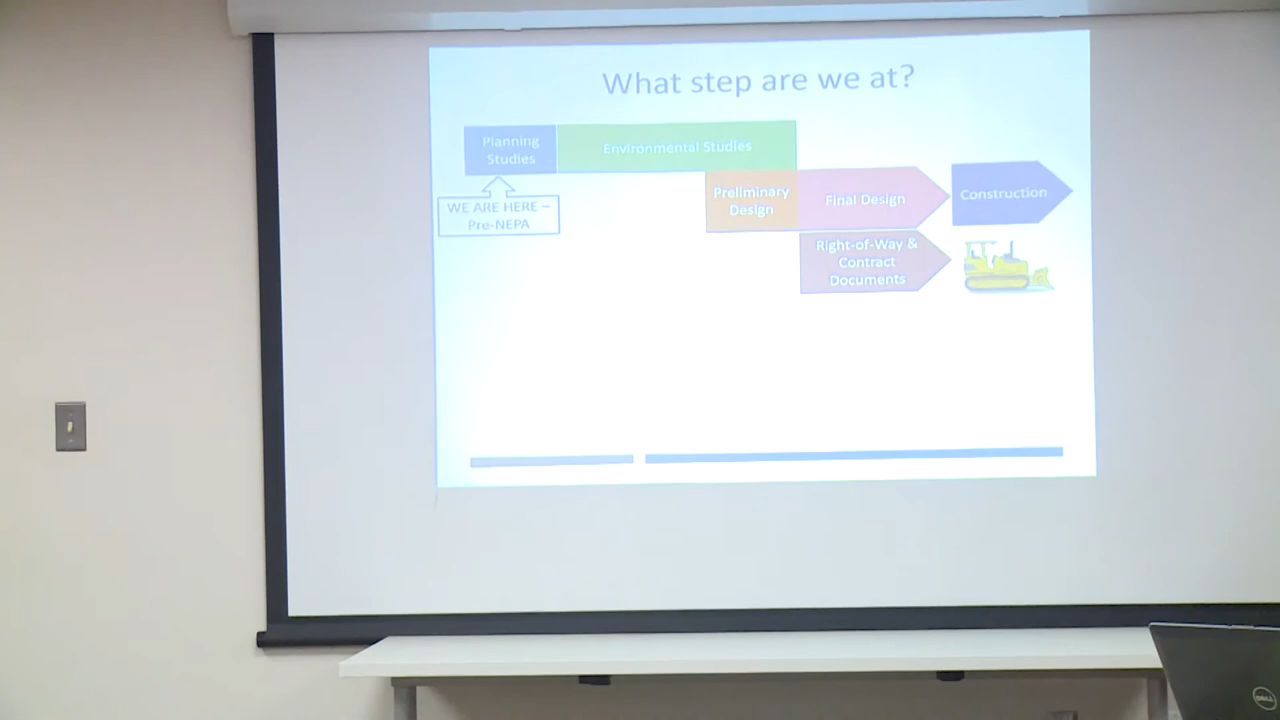 What step are we at?
Planning
Studies
Environmental Studies
WE ARE HERE –
Pre-NEPA
Preliminary
Design
Final Design
Construction
Right-of-Way &
Contract
Documents
DELL